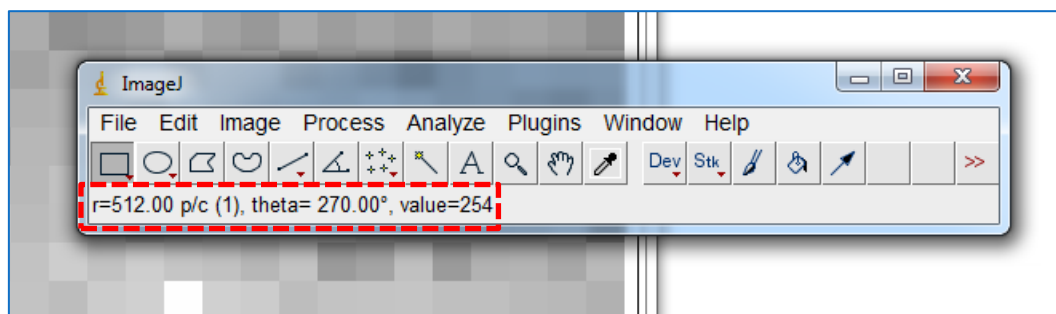 ImageJ
File Edit Image Process Analyze Plugins Window Help
A Dev Stk >>
r=512.00 p/c (1), theta= 270.00°, value=254